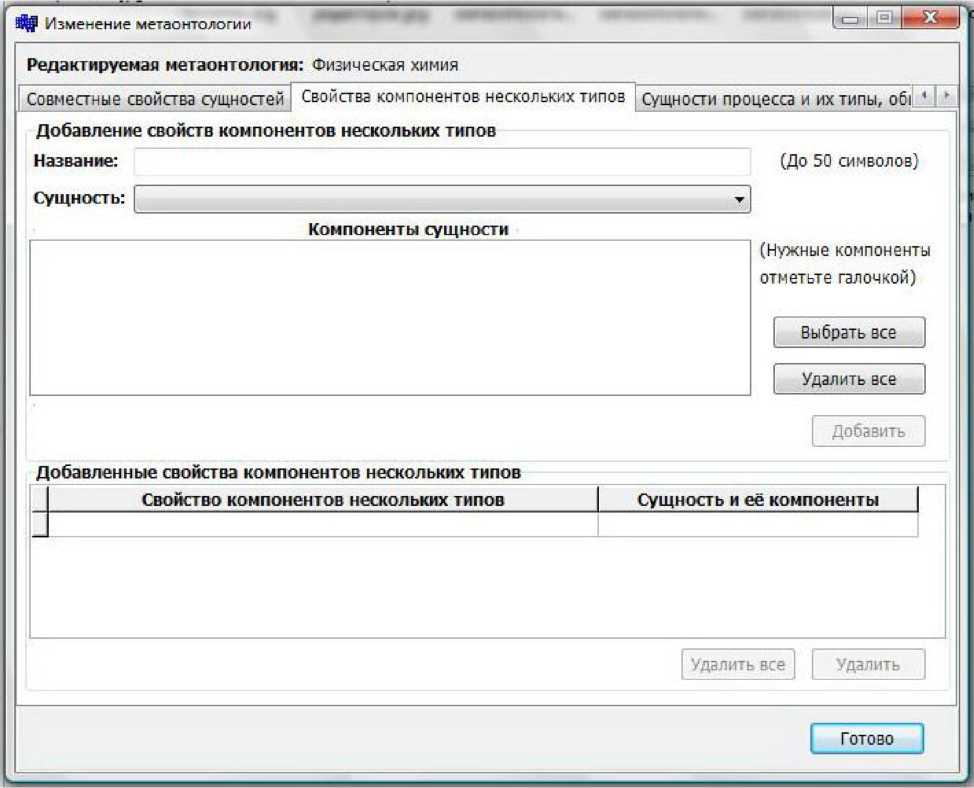 Изменение метаонтологии
Редактируемая метаонтология: Физическая химия
Совместные свойства сущностей Свойства компонентов нескольких типов Сущности процесса и их типы,
Добавление свойств компонентов нескольких типов
Название: (До 50 символов)
Сущность:
Компоненты сущности
(Нужные компоненты
отметьте галочкой)
Выбрать все
Удалить все
Добавить
Добавленные свойства компонентов нескольких типов
Свойство компонентов нескольких типов Сущность и её компоненты
Удалить все Удалить
Готово